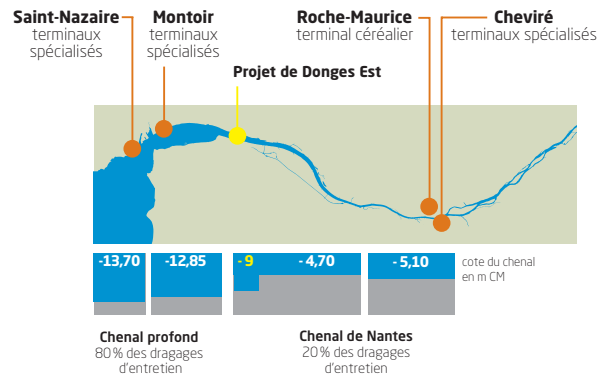 Saint-Nazaire
terminaux
spécialisés
Montoir
terminaux
spécialisés
Roche-Maurice
terminal céréalier
Cheviré
terminaux spécialisés
Projet de Donges Est
-13,70
-12,85
- 9
- 4,70
- 5,10
cote du chenal
en m CM
Chenal profond
80% des dragages
d'entretien
Chenal de Nantes
20% des dragages
d'entretien